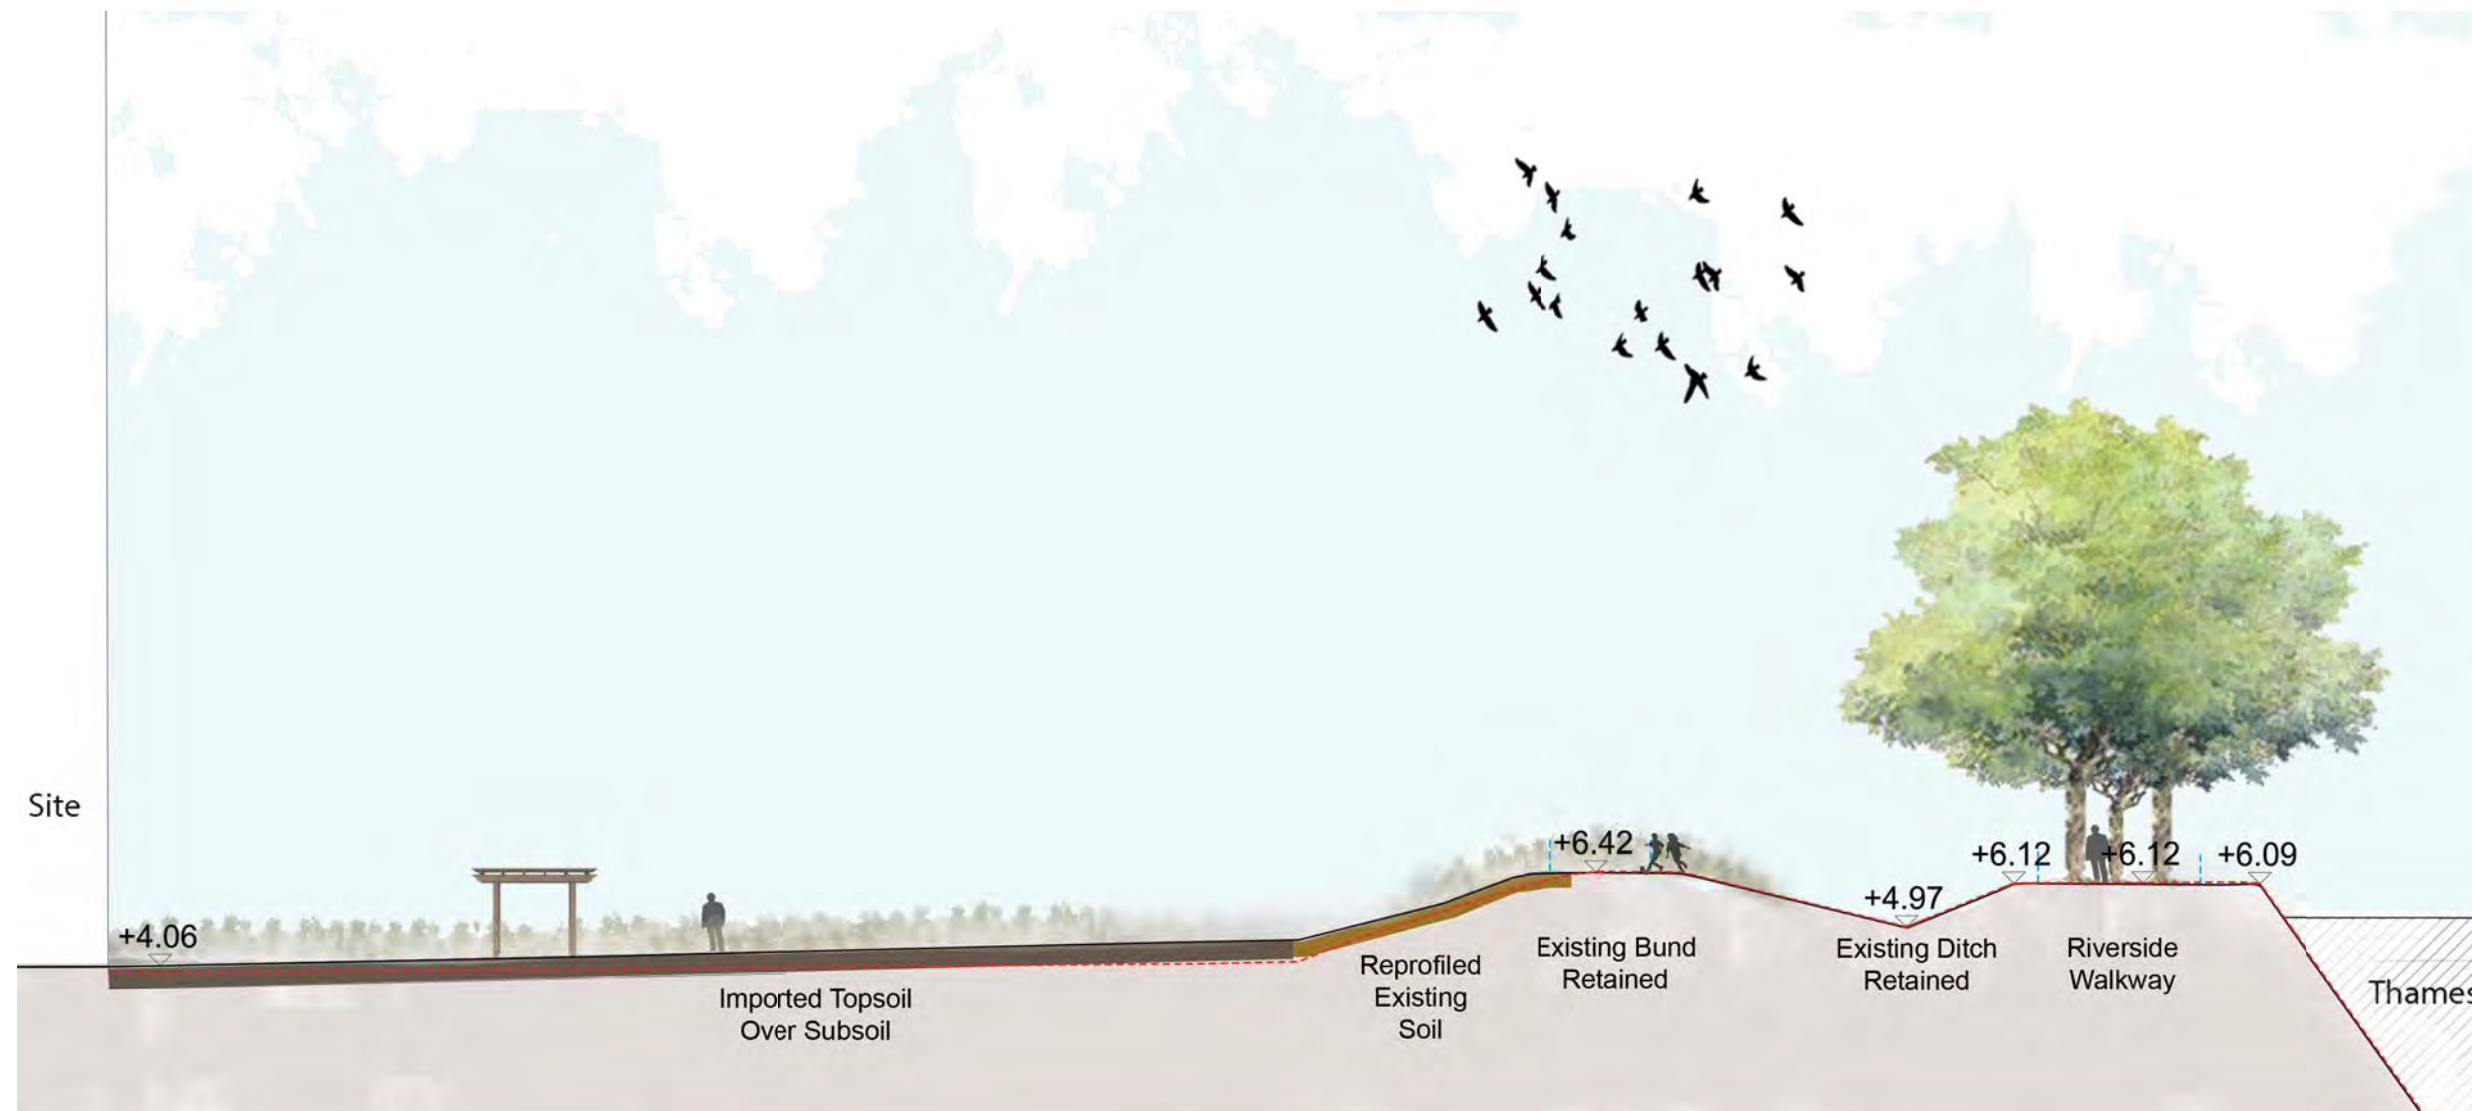 Site
+4.06
Imported Topsoil
Over Subsoil
Reprofiled
Existing
Soil
+6.42
Existing Bund
Retained
+4.97
Existing Ditch
Retained
+6.12
+6.12
+6.09
Riverside
Walkway
Thames